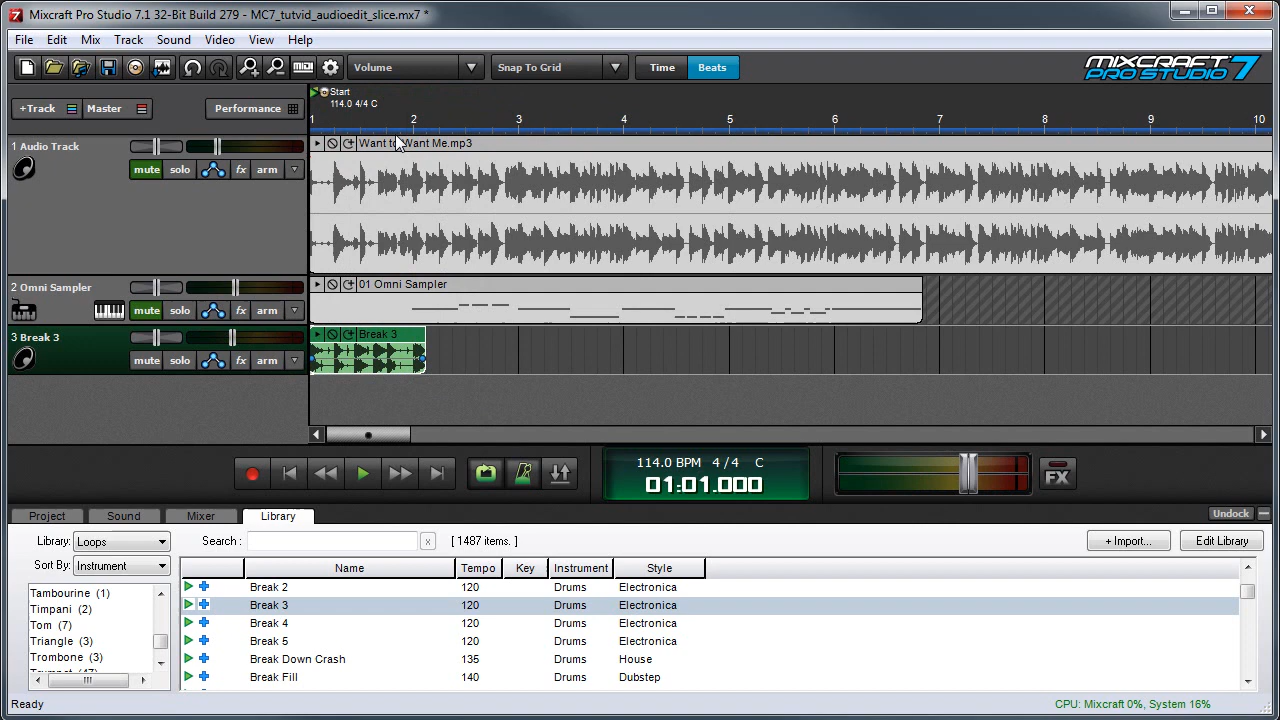 Mixcraft Pro Studio 7.1 32-Bit Build 279 - MC7_tutvid_audioedit_slice.mx7 *
File Edit Mix Track Sound Video View Help
Volume Snap To Grid Time Beats MIXCRAFT PRO STUDIO 7
+Track Master Performance
Start
114.0 4/4 C
1 2 3 4 5 6 7 8 9 10
1 Audio Track
mute solo fx arm
Want to Want Me.mp3
2 Omni Sampler
mute solo fx arm
01 Omni Sampler
3 Break 3
mute solo fx arm
Break 3
114.0 BPM 4/4 C
01:01.000
FX
Project Sound Mixer Library Undock
Library: Loops Search : x [ 1487 items. ] + Import... Edit Library
Sort By: Instrument
Name Tempo Key Instrument Style
Tambourine (1)
Timpani (2)
Tom (7)
Triangle (3)
Trombone (3)
Break 2 120 Drums Electronica
Break 3 120 Drums Electronica
Break 4 120 Drums Electronica
Break 5 120 Drums Electronica
Break Down Crash 135 Drums House
Break Fill 140 Drums Dubstep
Ready CPU: Mixcraft 0%, System 16%